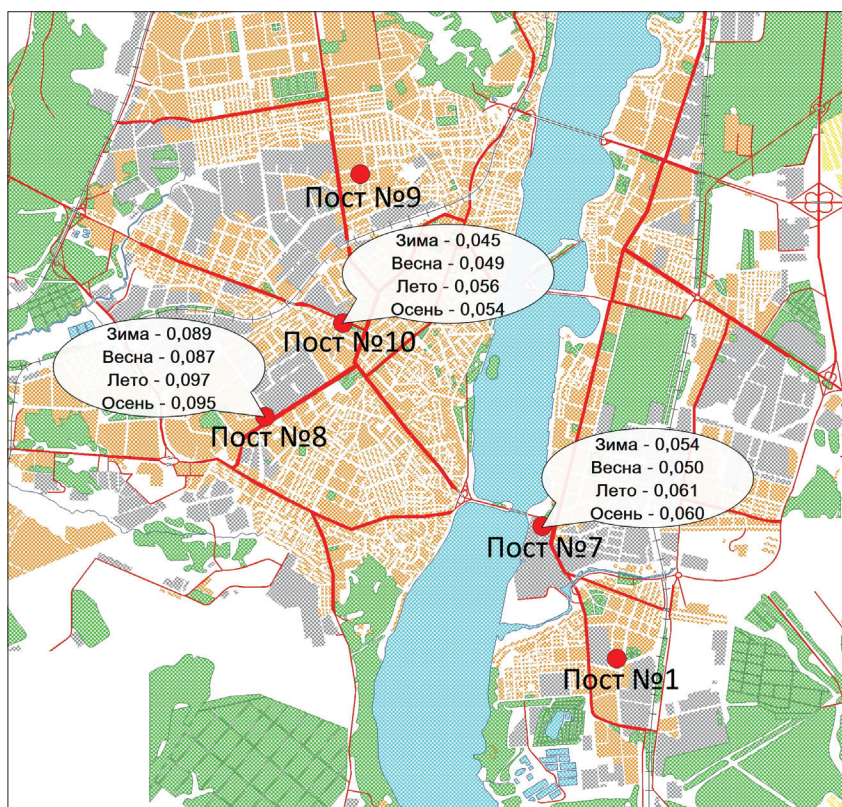 Пост №9
Зима - 0,045
Весна - 0,049
Лето - 0,056
Осень - 0,054
Пост №10
Зима - 0,089
Весна - 0,087
Лето - 0,097
Осень - 0,095
Пост №8
Зима - 0,054
Весна - 0,050
Лето - 0,061
Осень - 0,060
Пост №7
Пост №1